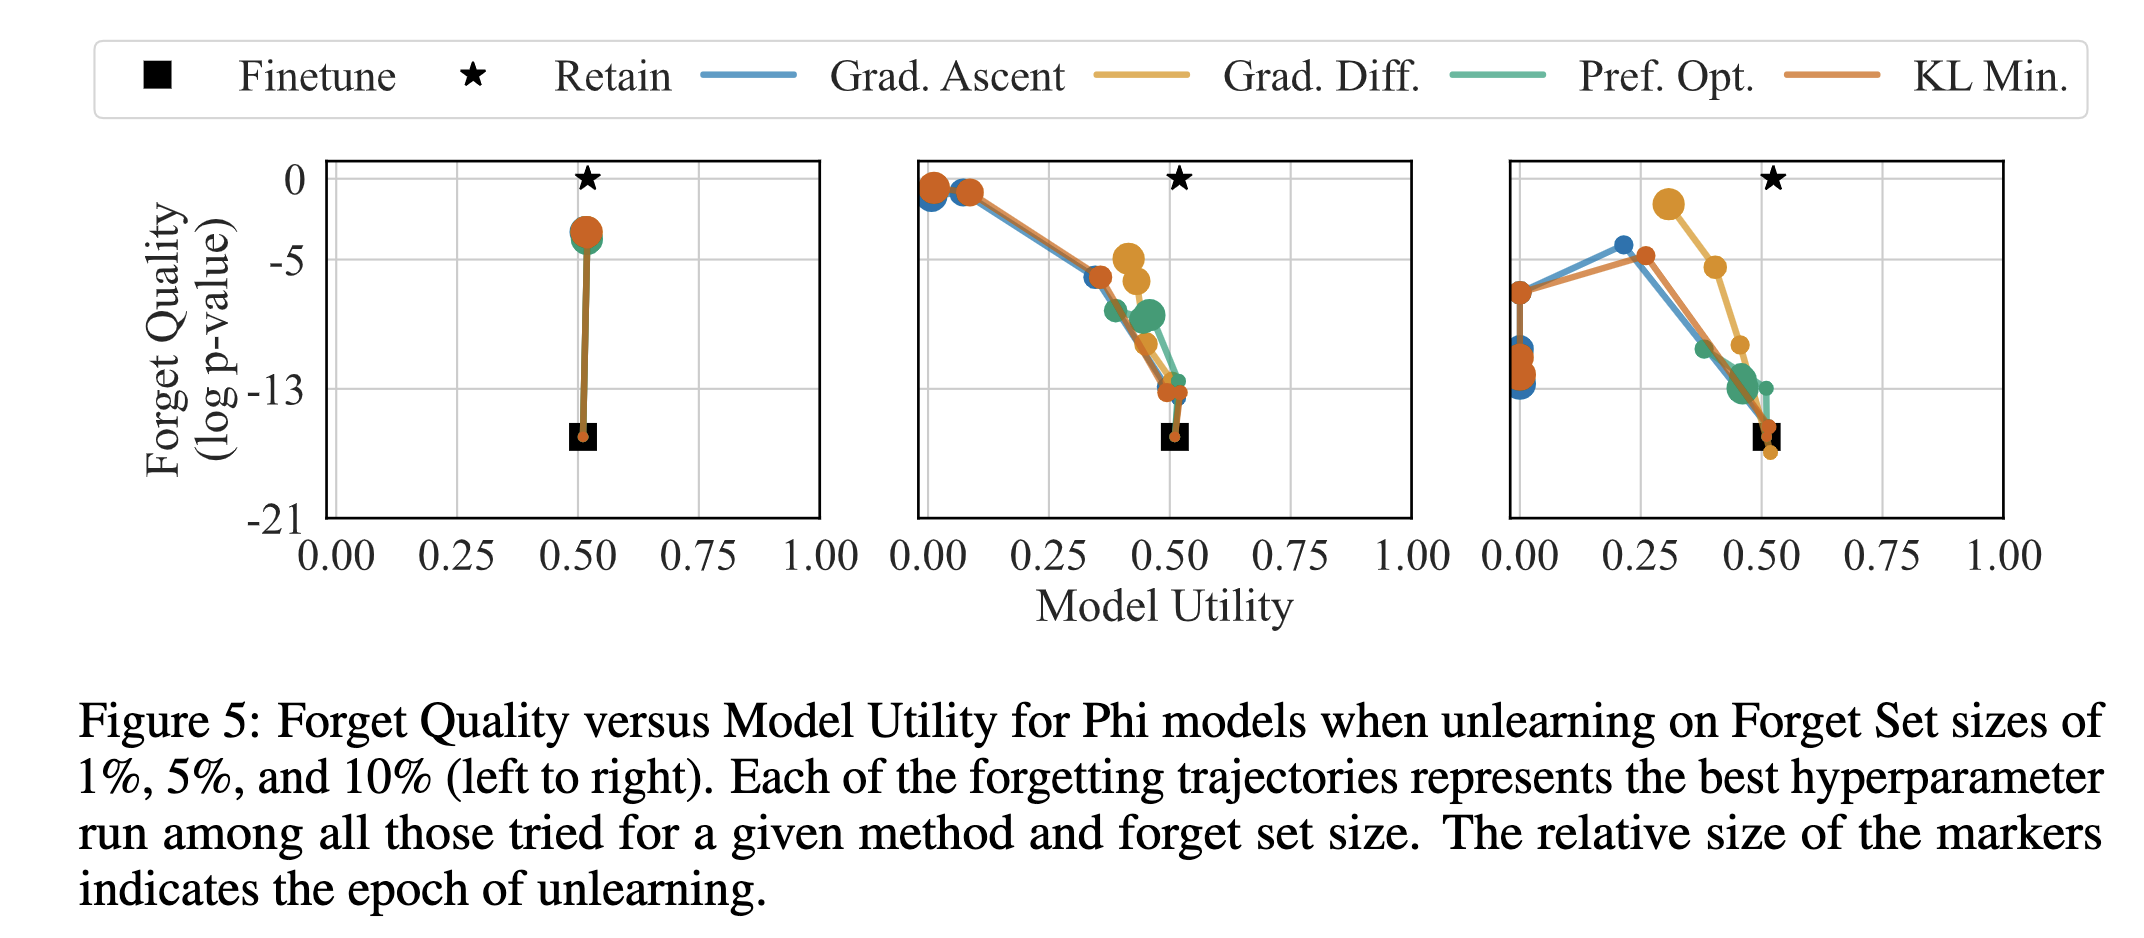 Finetune Retain Grad. Ascent Grad. Diff. Pref. Opt. KL Min.
Forget Quality
(log p-value)
0
-5
-13
-21
0.00 0.25 0.50 0.75 1.00 0.00 0.25 0.50 0.75 1.00 0.00 0.25 0.50 0.75 1.00
Model Utility
Figure 5: Forget Quality versus Model Utility for Phi models when unlearning on Forget Set sizes of
1%, 5%, and 10% (left to right). Each of the forgetting trajectories represents the best hyperparameter
run among all those tried for a given method and forget set size. The relative size of the markers
indicates the epoch of unlearning.